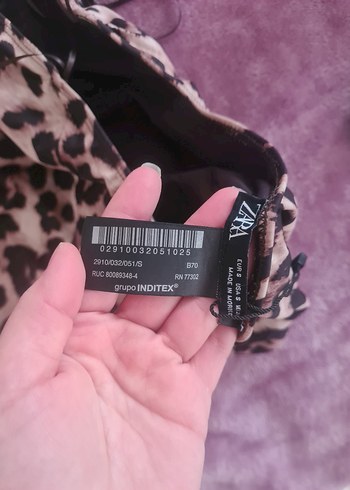 02910032051025
2910/032/051/S B70
RUC 80089348-4 RN 77302
grupo INDITEX®
ZARA
EUR S USA S
MADE IN